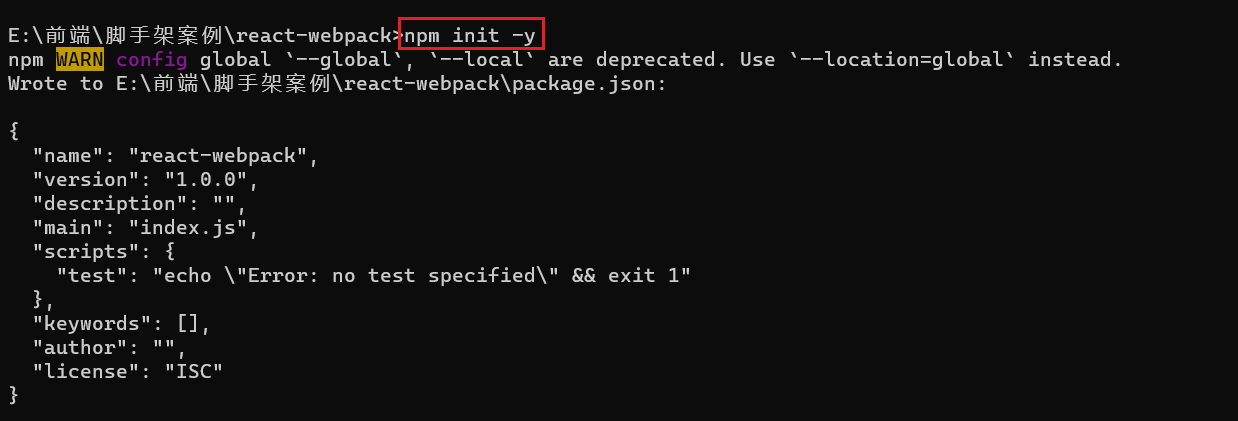 E:\前端\脚手架案例\react-webpack>npm init -y
npm WARN config global `--global`, `--local` are deprecated. Use `--location=global` instead.
Wrote to E:\前端\脚手架案例\react-webpack\package.json:
{
  "name": "react-webpack",
  "version": "1.0.0",
  "description": "",
  "main": "index.js",
  "scripts": {
    "test": "echo \"Error: no test specified\" && exit 1"
  },
  "keywords": [],
  "author": "",
  "license": "ISC"
}